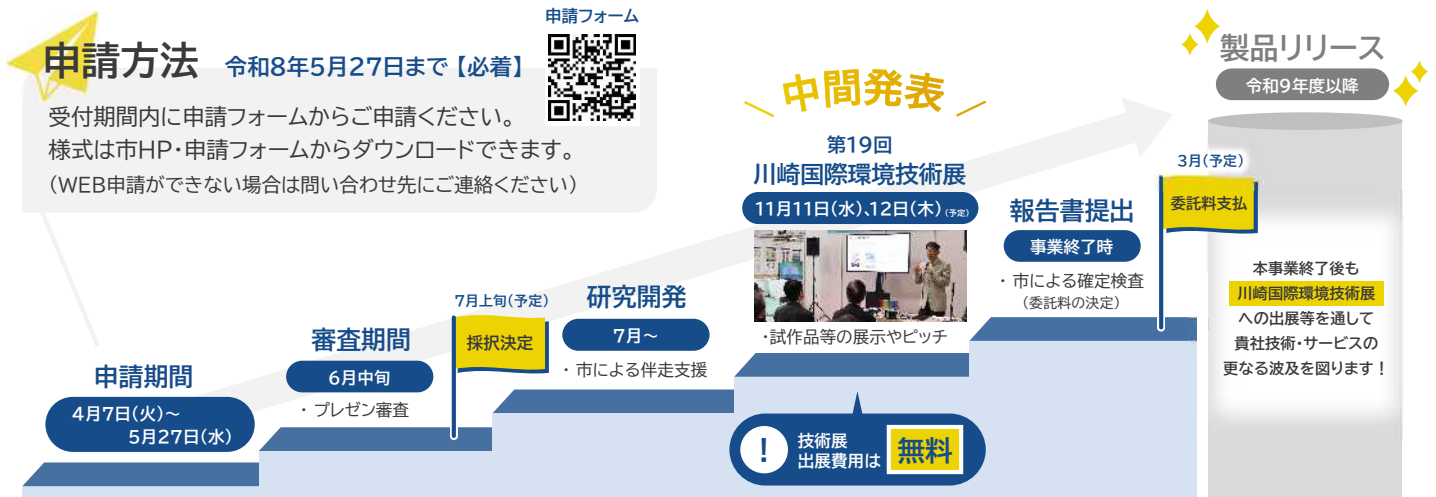 申請フォーム
申請方法 令和8年5月27日まで【必着】
受付期間内に申請フォームからご申請ください。
様式は市HP・申請フォームからダウンロードできます。
(WEB申請ができない場合は問い合わせ先にご連絡ください)
申請期間
4月7日(火)～
5月27日(水)
審査期間
6月中旬
・プレゼン審査
7月上旬(予定)
採択決定
研究開発
7月～
・市による伴走支援
中間発表
第19回
川崎国際環境技術展
11月11日(水)、12日(木)(予定)
・試作品等の展示やピッチ
!
技術展
出展費用は
無料
報告書提出
事業終了時
・市による確定検査
(委託料の決定)
3月(予定)
委託料支払
製品リリース
令和9年度以降
本事業終了後も
川崎国際環境技術展
への出展等を通して
貴社技術・サービスの
更なる波及を図ります！